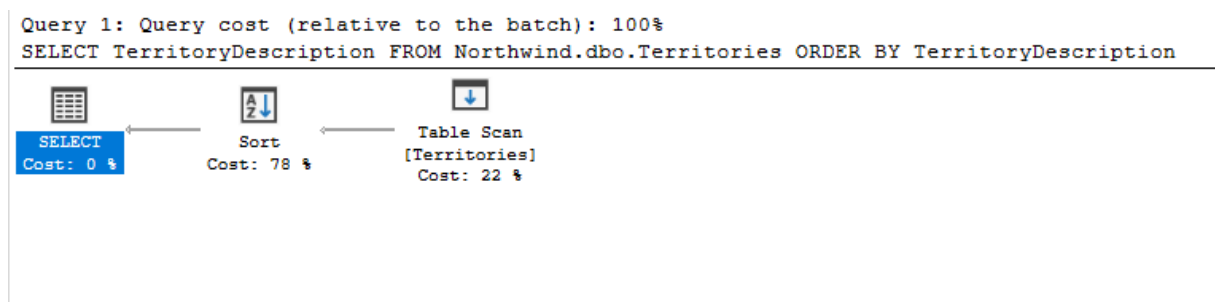 Query 1: Query cost (relative to the batch): 100%
SELECT TerritoryDescription FROM Northwind.dbo.Territories ORDER BY TerritoryDescription
SELECT
Cost: 0 %
Sort
Cost: 78 %
Table Scan
[Territories]
Cost: 22 %